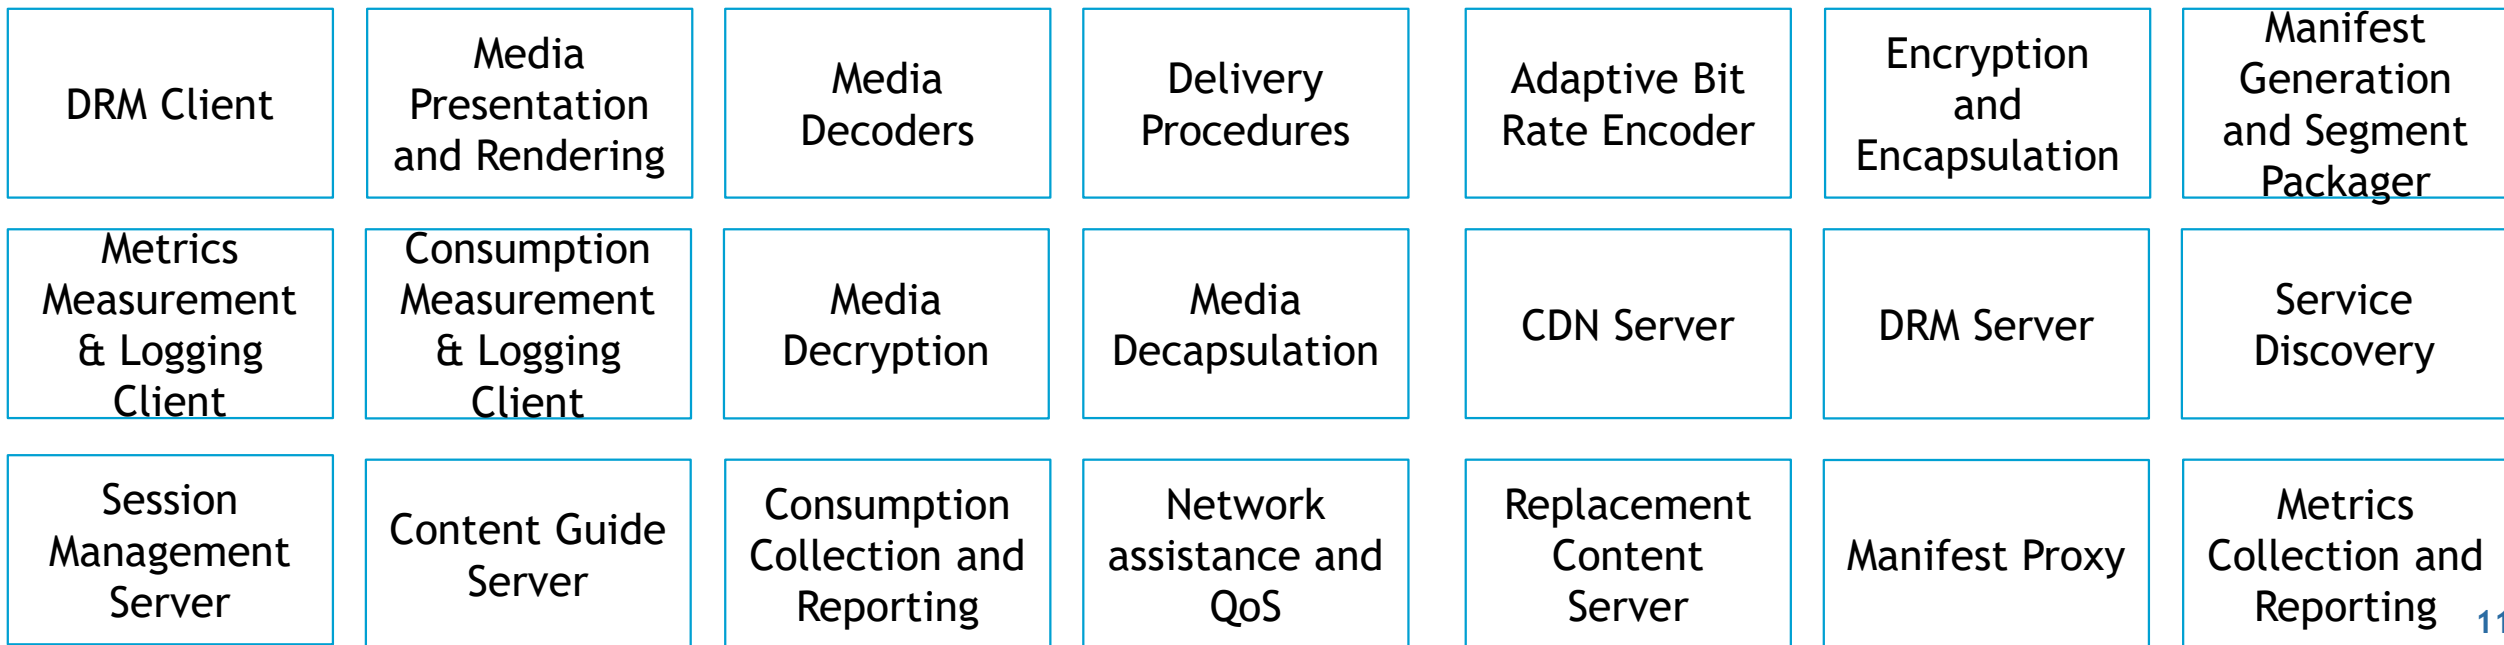 DRM Client
Media
Presentation
and Rendering
Media
Decoders
Delivery
Procedures
Adaptive Bit
Rate Encoder
Encryption
and
Encapsulation
Manifest
Generation
and Segment
Packager
Metrics
Measurement
& Logging
Client
Consumption
Measurement
& Logging
Client
Media
Decryption
Media
Decapsulation
CDN Server
DRM Server
Service
Discovery
Session
Management
Server
Content Guide
Server
Consumption
Collection and
Reporting
Network
assistance and
QoS
Replacement
Content
Server
Manifest Proxy
Metrics
Collection and
Reporting
11